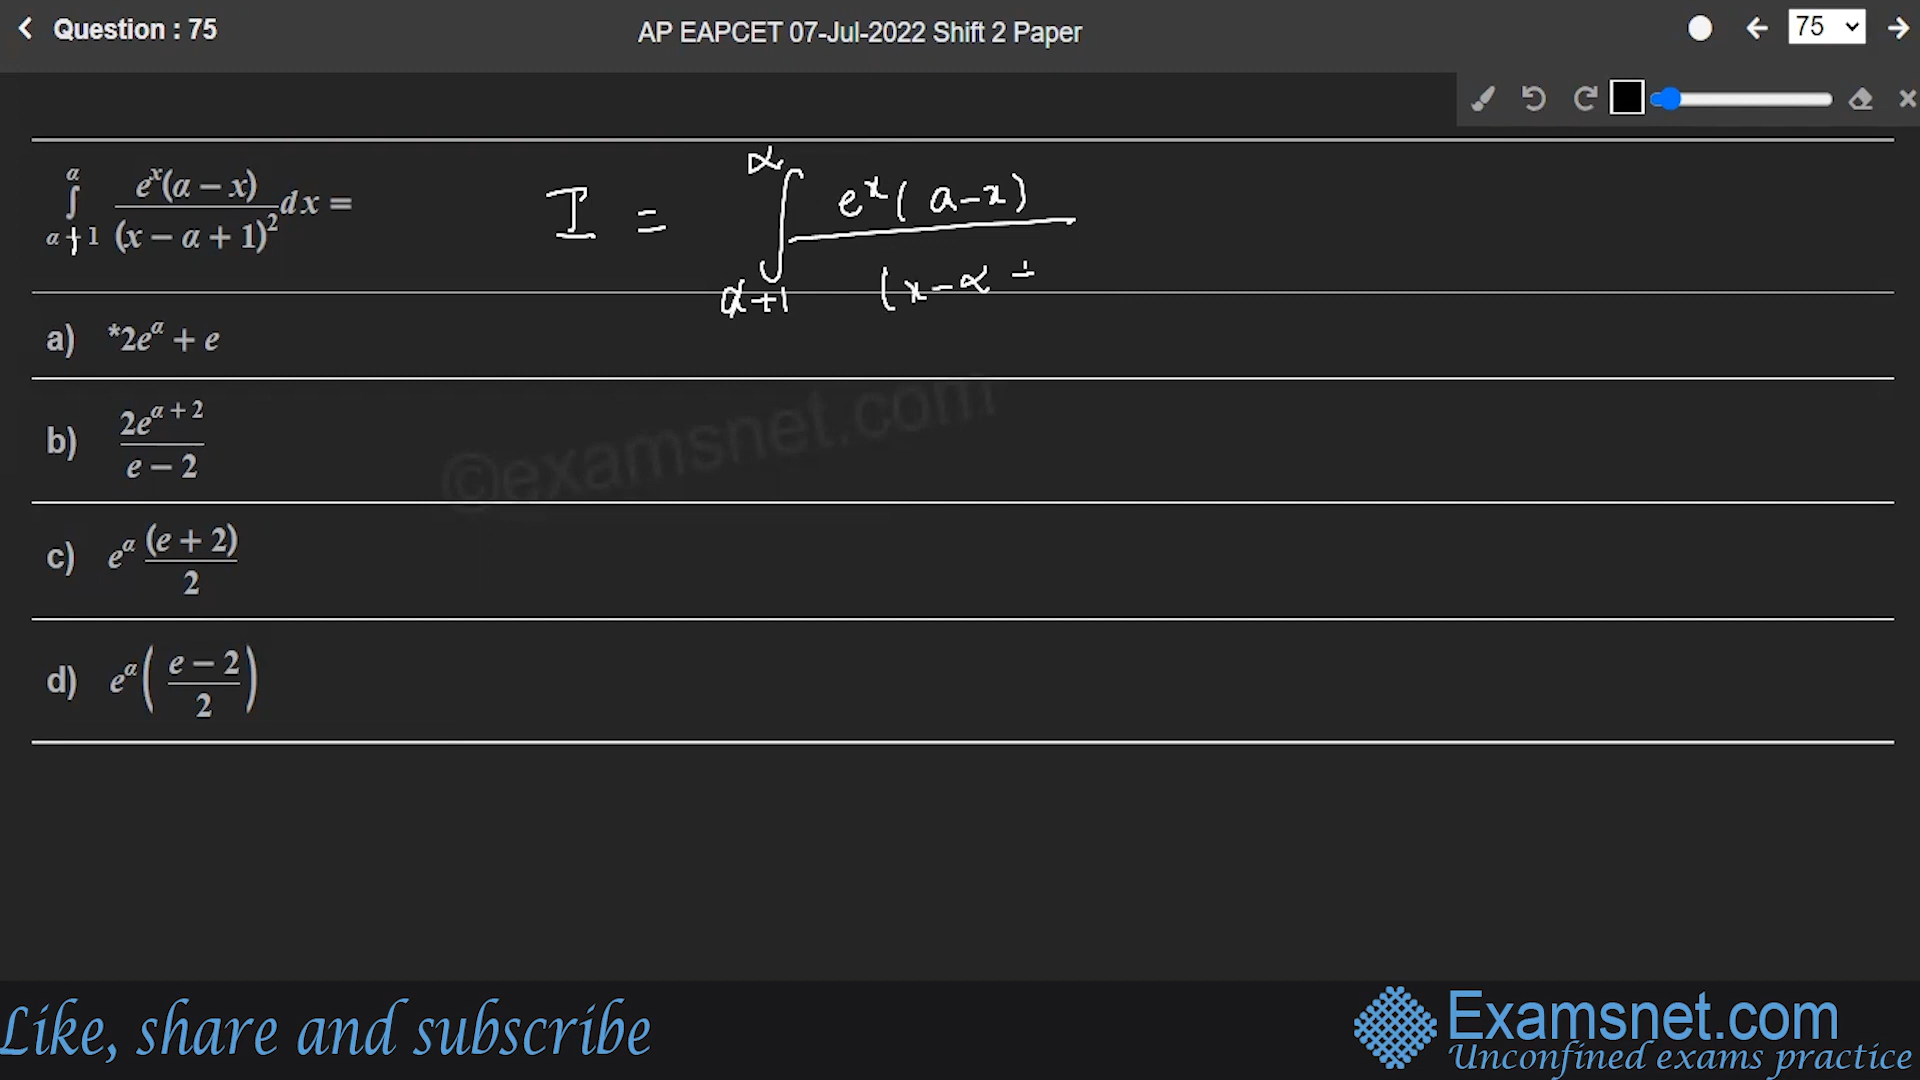 Question : 75
AP EAPCET 07-Jul-2022 Shift 2 Paper
75
∫_{α+1}^{α} e^x(α − x)/(x − α + 1)^2 dx =
I = ∫_{α+1}^{α} e^x(a-x)/(x-α+
a) *2e^α + e
b) 2e^{α + 2}/(e − 2)
c) e^α (e + 2)/2
d) e^α ((e − 2)/2)
©examsnet.com
Like, share and subscribe
Examsnet.com
Unconfined exams practice